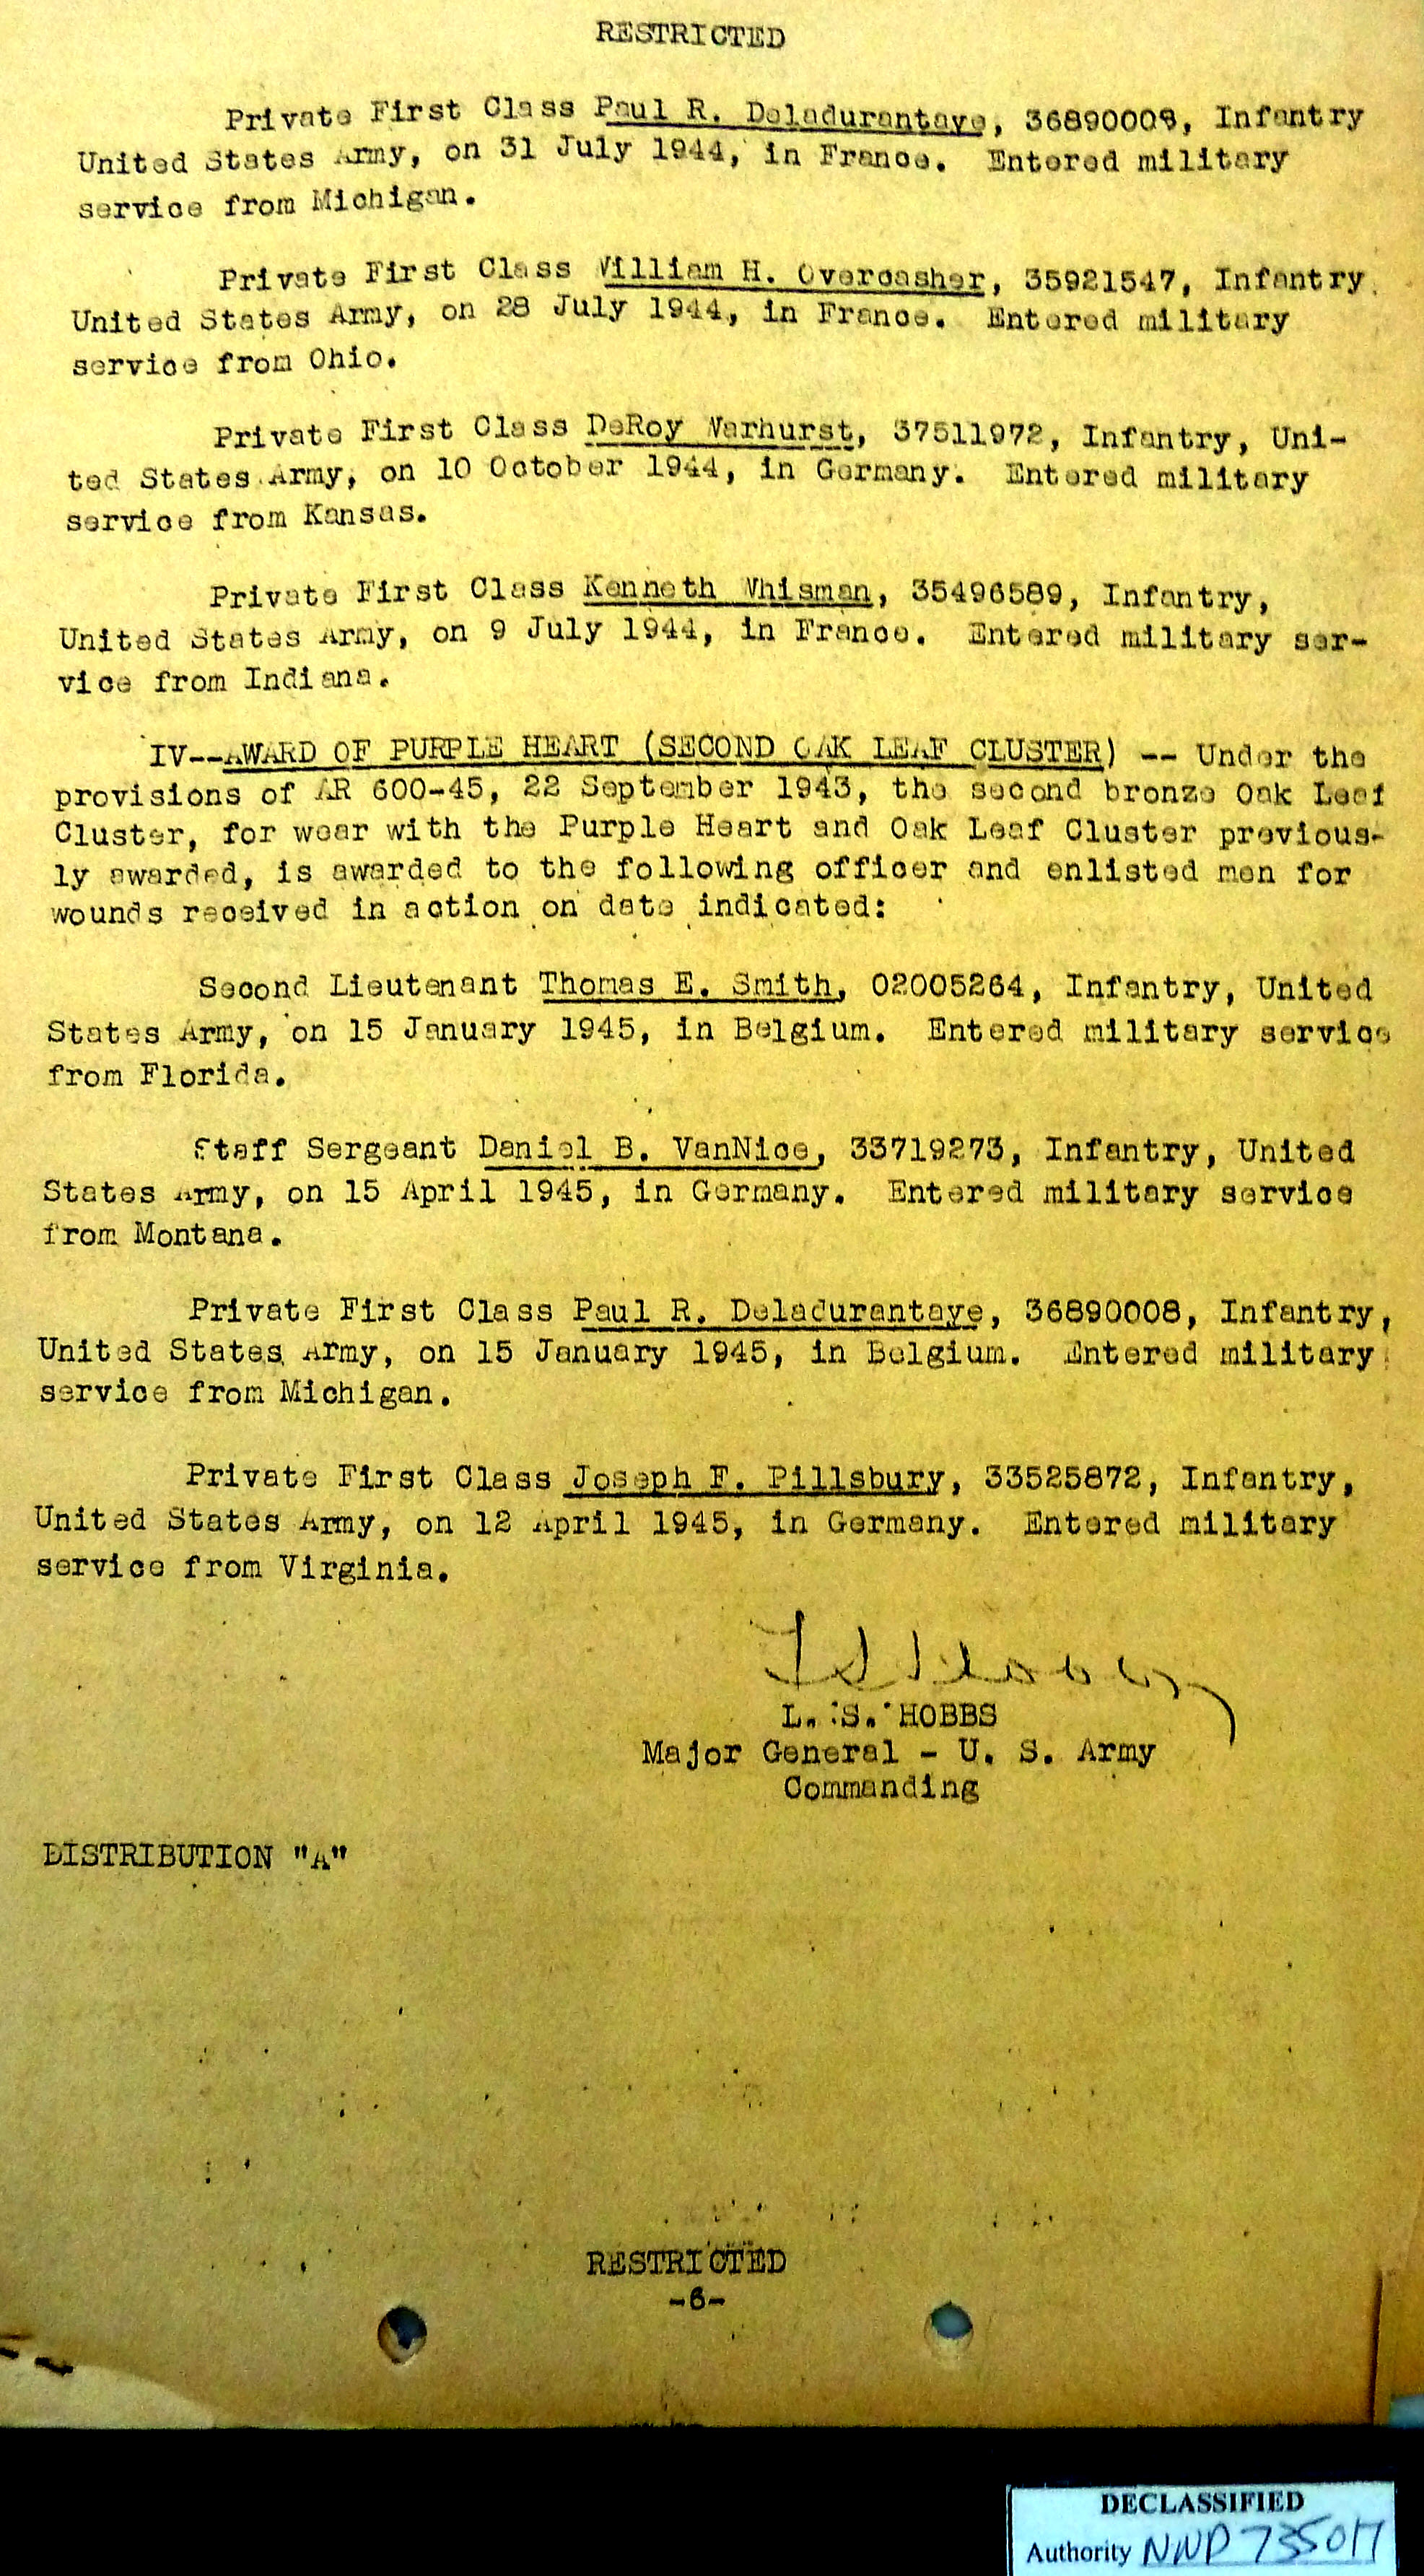 RESTRICTED
Private First Class Paul R. Deladurantaye, 36890008, Infantry
United States Army, on 31 July 1944, in France. Entered military
service from Michigan.
Private First Class William H. Overcasher, 35921547, Infantry,
United States Army, on 28 July 1944, in France. Entered military
service from Ohio.
Private First Class DeRoy Warhurst, 37511972, Infantry, Uni-
ted States Army, on 10 October 1944, in Germany. Entered military
service from Kansas.
Private First Class Kenneth Whisman, 35496589, Infantry,
United States Army, on 9 July 1944, in France. Entered military ser-
vice from Indiana.
IV--AWARD OF PURPLE HEART (SECOND OAK LEAF CLUSTER) -- Under the
provisions of AR 600-45, 22 September 1943, the second bronze Oak Leaf
Cluster, for wear with the Purple Heart and Oak Leaf Cluster previous-
ly awarded, is awarded to the following officer and enlisted men for
wounds received in action on date indicated:
Second Lieutenant Thomas E. Smith, 02005264, Infantry, United
States Army, on 15 January 1945, in Belgium. Entered military service
from Florida.
Staff Sergeant Daniel B. VanNice, 33719273, Infantry, United
States Army, on 15 April 1945, in Germany. Entered military service
from Montana.
Private First Class Paul R. Deladurantaye, 36890008, Infantry,
United States Army, on 15 January 1945, in Belgium. Entered military
service from Michigan.
Private First Class Joseph F. Pillsbury, 33525872, Infantry,
United States Army, on 12 April 1945, in Germany. Entered military
service from Virginia.
L. S. HOBBS
Major General - U. S. Army
Commanding
DISTRIBUTION "A"
RESTRICTED
-6-
DECLASSIFIED
Authority NND 735017